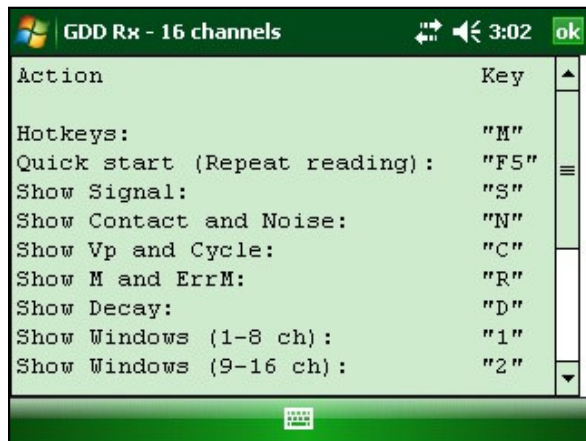 GDD Rx - 16 channels 3:02 ok
Action Key
Hotkeys: "M"
Quick start (Repeat reading): "F5"
Show Signal: "S"
Show Contact and Noise: "N"
Show Vp and Cycle: "C"
Show M and ErrM: "R"
Show Decay: "D"
Show Windows (1-8 ch): "1"
Show Windows (9-16 ch): "2"